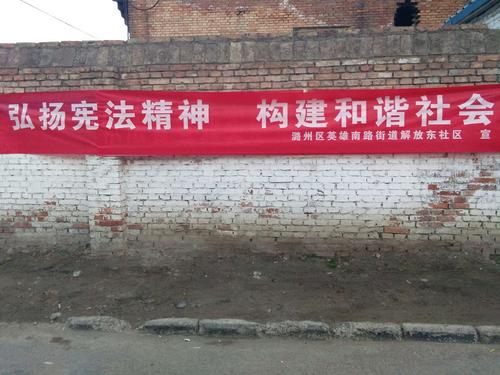 弘扬宪法精神 构建和谐社会
潞州区英雄南路街道解放东社区 宣